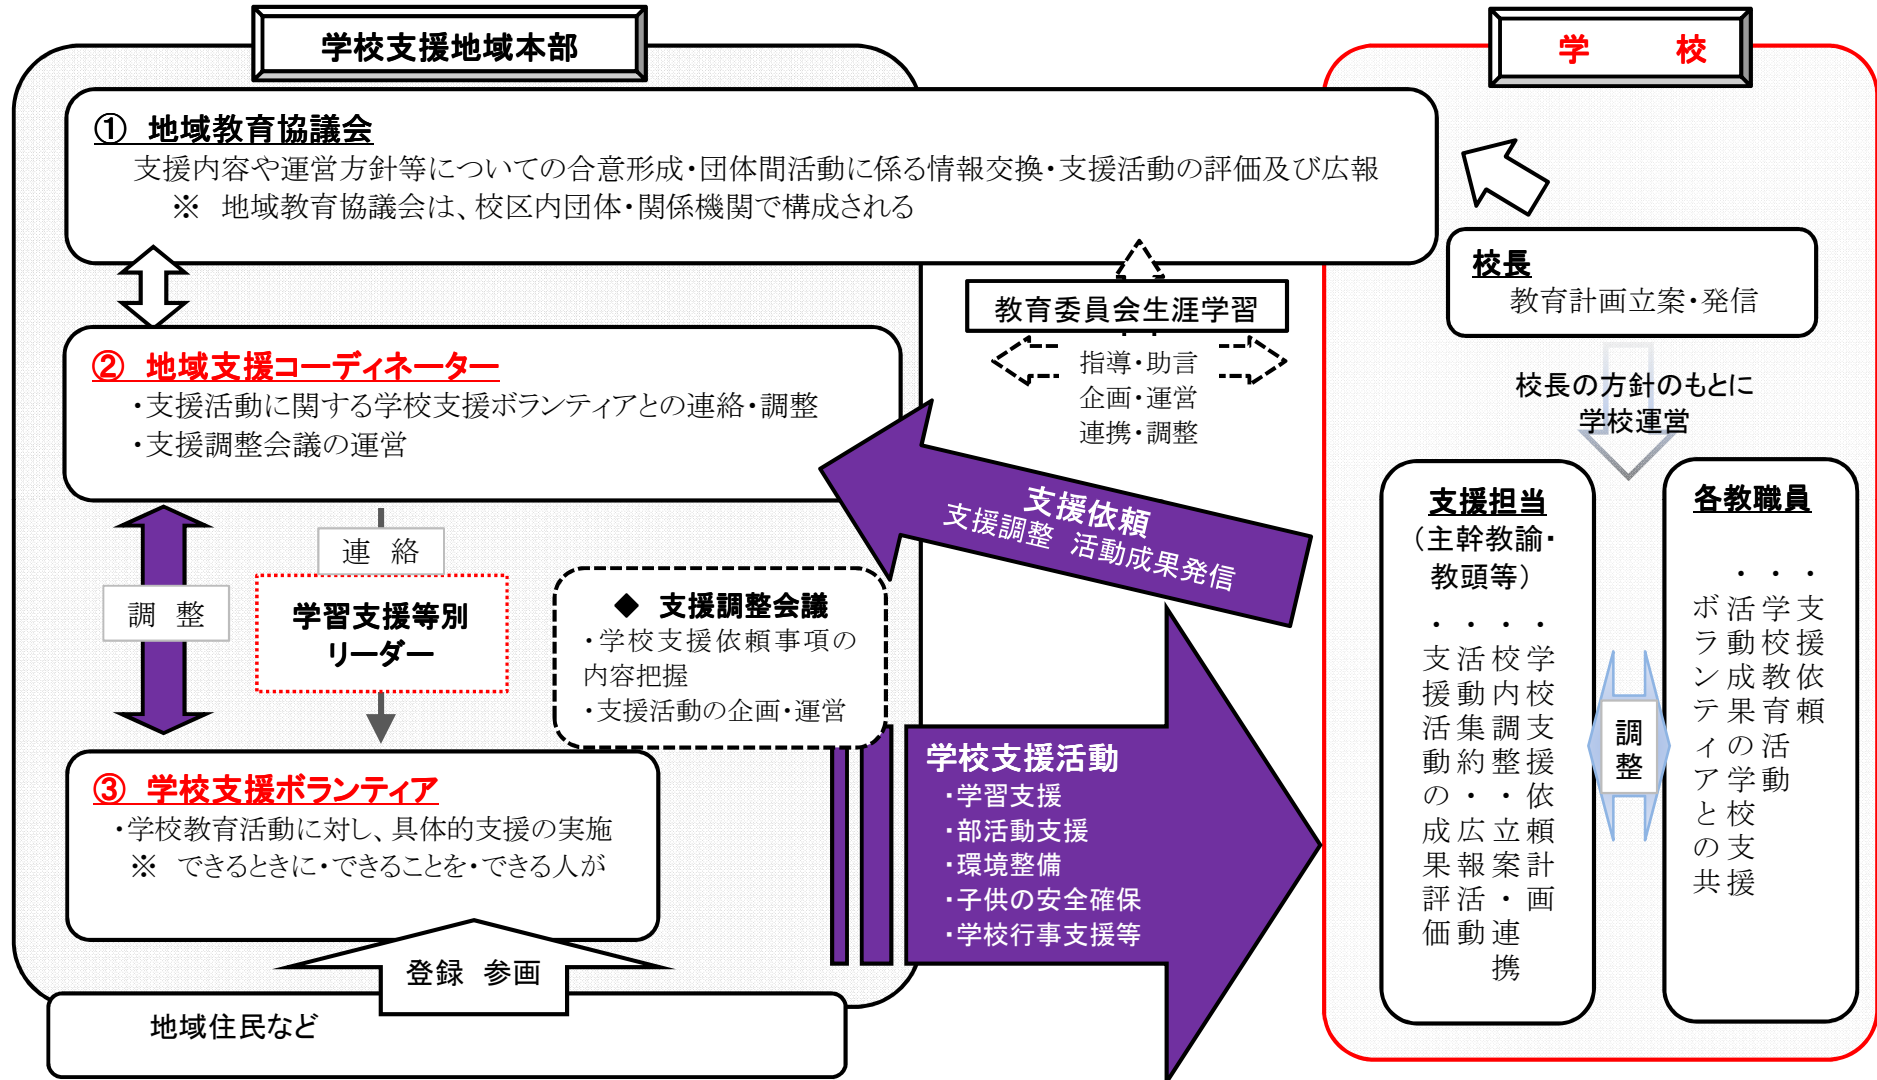 学校支援地域本部
① 地域教育協議会
支援内容や運営方針等についての合意形成・団体間活動に係る情報交換・支援活動の評価及び広報
※ 地域教育協議会は、校区内団体・関係機関で構成される
② 地域支援コーディネーター
・支援活動に関する学校支援ボランティアとの連絡・調整
・支援調整会議の運営
調 整
連 絡
学習支援等別
リーダー
◆ 支援調整会議
・学校支援依頼事項の
内容把握
・支援活動の企画・運営
③ 学校支援ボランティア
・学校教育活動に対し、具体的支援の実施
※ できるときに・できることを・できる人が
登録 参画
地域住民など
教育委員会生涯学習
指導・助言
企画・運営
連携・調整
支援依頼
支援調整 活動成果発信
学校支援活動
・学習支援
・部活動支援
・環境整備
・子供の安全確保
・学校行事支援等
学 校
校長
教育計画立案・発信
校長の方針のもとに
学校運営
支援担当
（主幹教諭・
教頭等）
・学校支援依頼計画
・校内調整・立案・連携
・活動集約・広報活動
・支援活動の成果評価
調
整
各教職員
・支援依頼
・学校教育活動
・活動成果の学校支援
ボランティアとの共